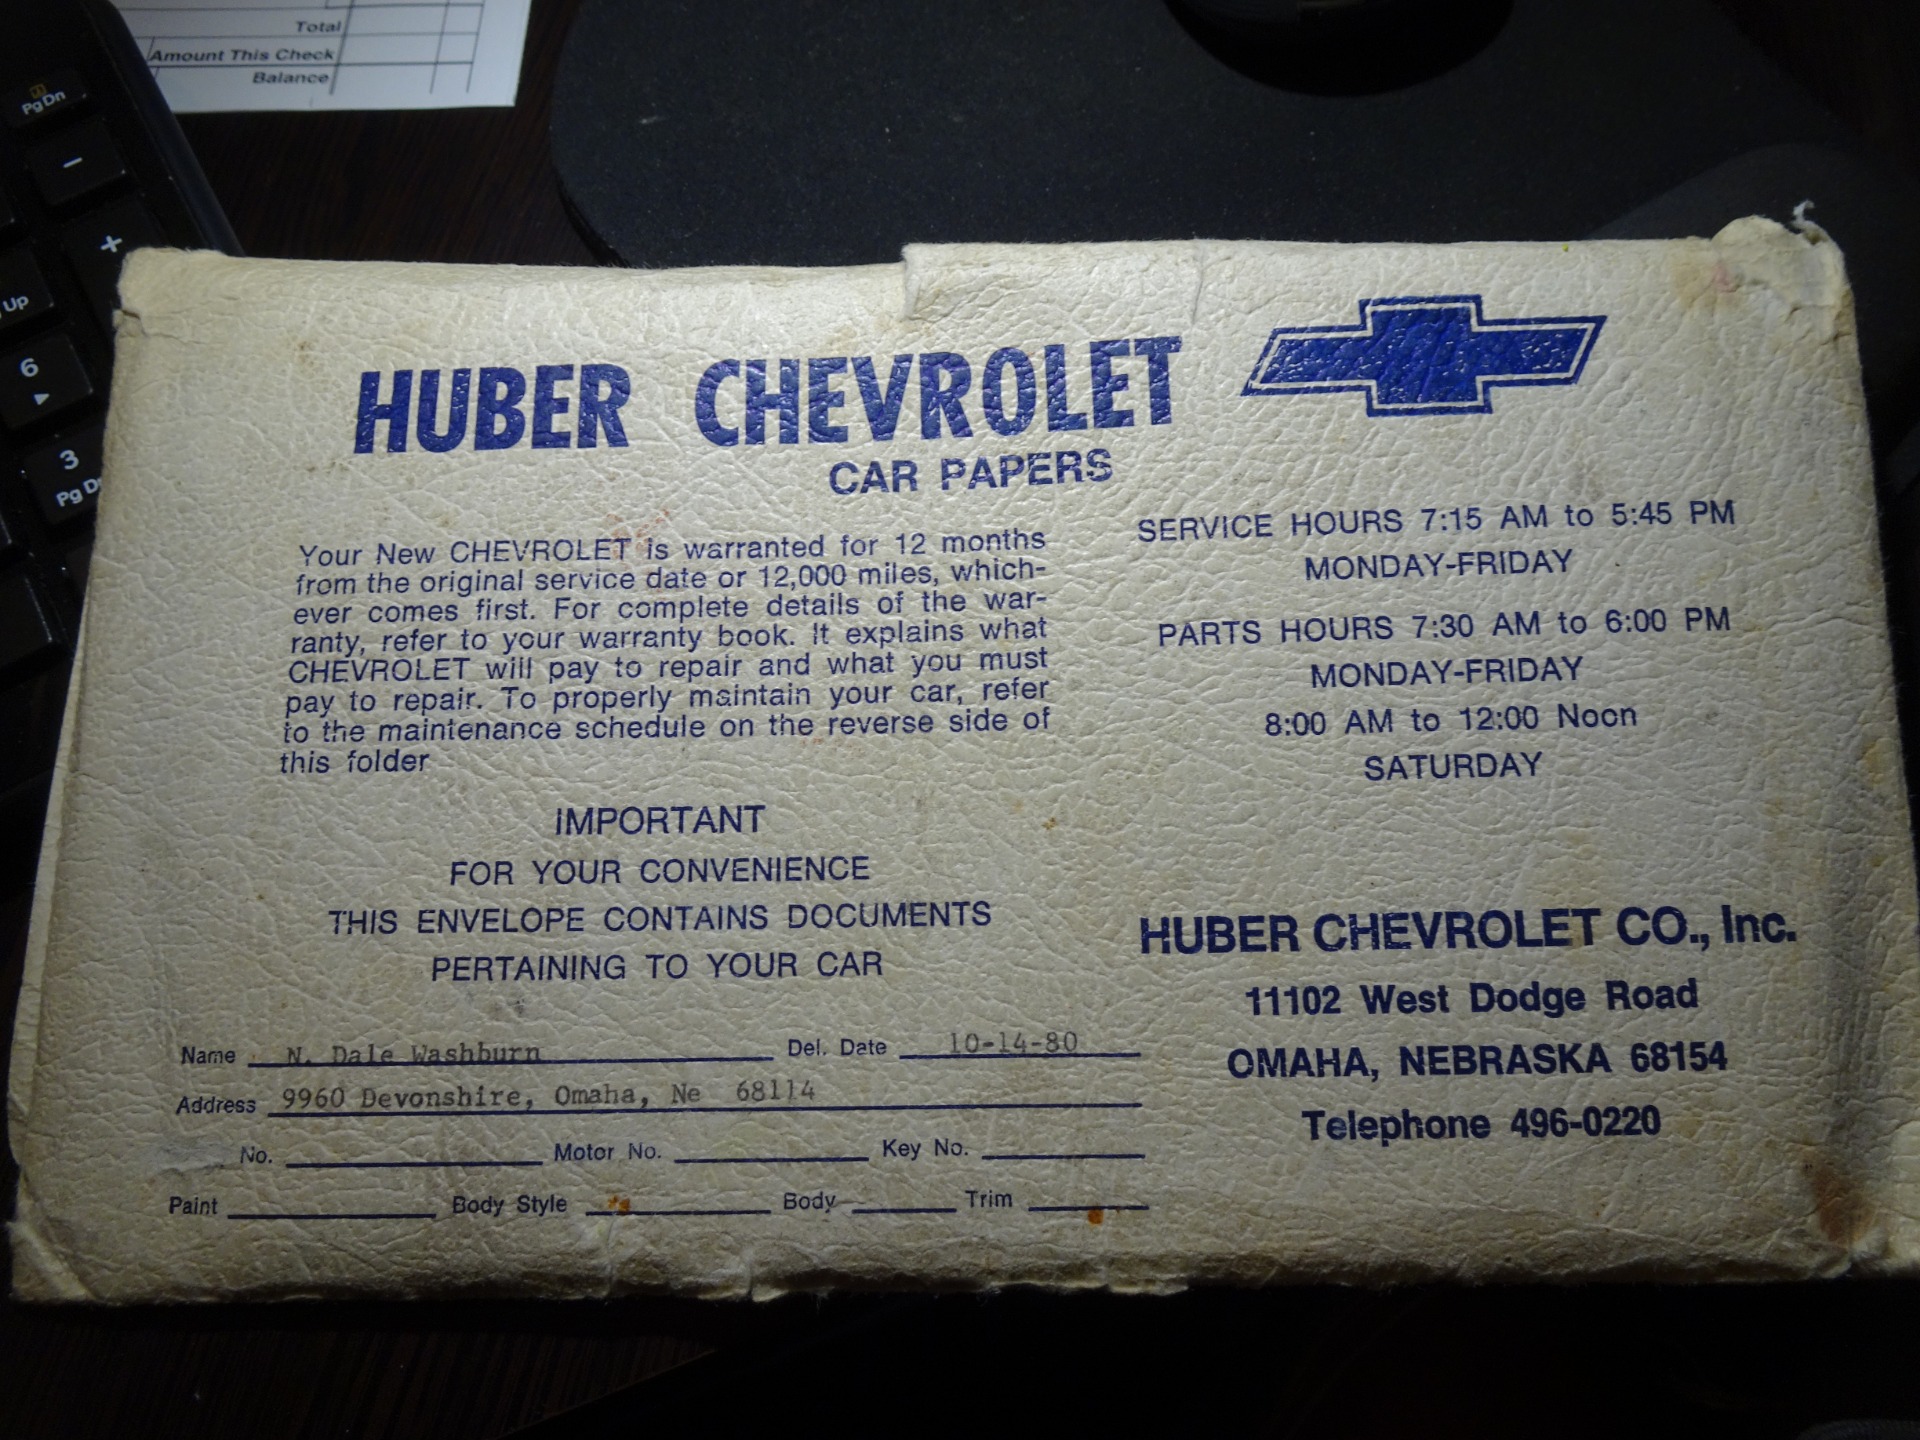 Total
Amount This Check
Balance
PgDn
−
+
Up
6
3
Pg D
HUBER CHEVROLET
CAR PAPERS
Your New CHEVROLET is warranted for 12 months
from the original service date or 12,000 miles, which-
ever comes first. For complete details of the war-
ranty, refer to your warranty book. It explains what
CHEVROLET will pay to repair and what you must
pay to repair. To properly maintain your car, refer
to the maintenance schedule on the reverse side of
this folder
IMPORTANT
FOR YOUR CONVENIENCE
THIS ENVELOPE CONTAINS DOCUMENTS
PERTAINING TO YOUR CAR
Name N. Dale Washburn Del. Date 10-14-80
Address 9960 Devonshire, Omaha, Ne 68114
No. Motor No. Key No.
Paint Body Style Body Trim
SERVICE HOURS 7:15 AM to 5:45 PM
MONDAY-FRIDAY
PARTS HOURS 7:30 AM to 6:00 PM
MONDAY-FRIDAY
8:00 AM to 12:00 Noon
SATURDAY
HUBER CHEVROLET CO., Inc.
11102 West Dodge Road
OMAHA, NEBRASKA 68154
Telephone 496-0220